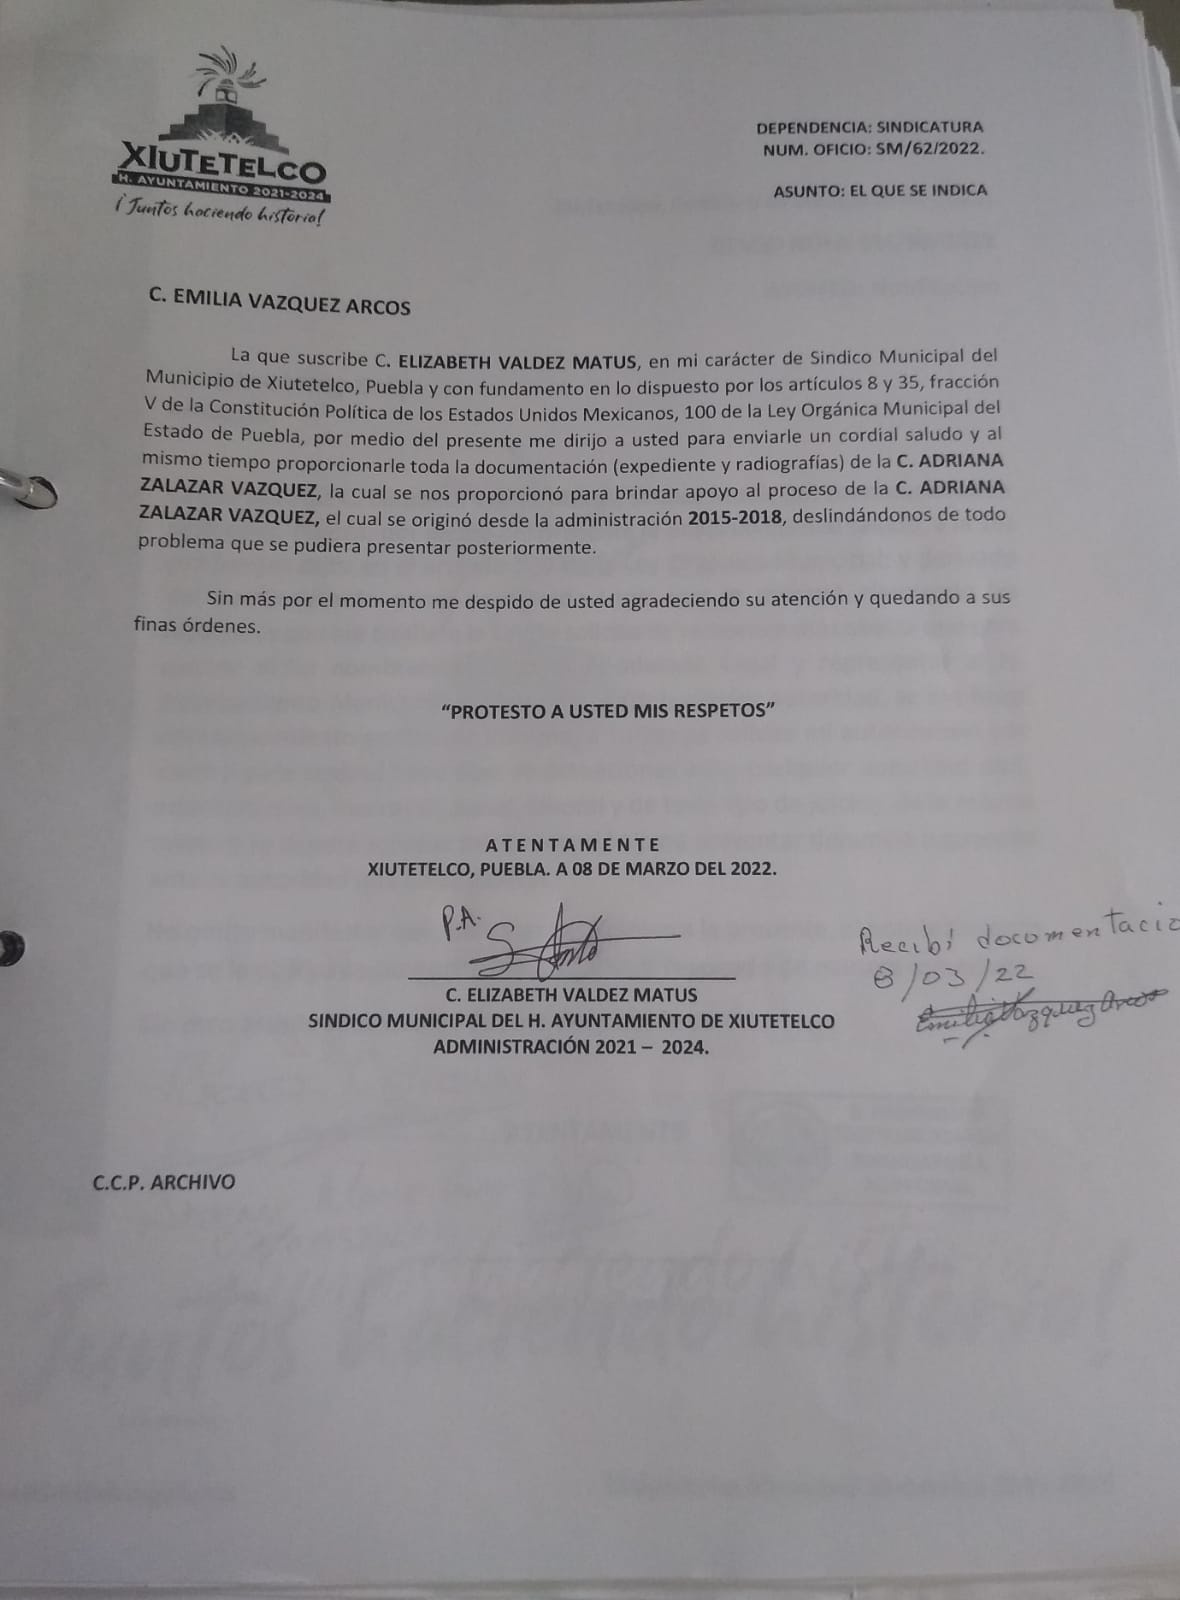 XIUTETELCO
H. AYUNTAMIENTO 2021-2024
¡Juntos haciendo historia!
DEPENDENCIA: SINDICATURA
NUM. OFICIO: SM/62/2022.
ASUNTO: EL QUE SE INDICA
C. EMILIA VAZQUEZ ARCOS
La que suscribe C. ELIZABETH VALDEZ MATUS, en mi carácter de Sindico Municipal del
Municipio de Xiutetelco, Puebla y con fundamento en lo dispuesto por los artículos 8 y 35, fracción
V de la Constitución Política de los Estados Unidos Mexicanos, 100 de la Ley Orgánica Municipal del
Estado de Puebla, por medio del presente me dirijo a usted para enviarle un cordial saludo y al
mismo tiempo proporcionarle toda la documentación (expediente y radiografías) de la C. ADRIANA
ZALAZAR VAZQUEZ, la cual se nos proporcionó para brindar apoyo al proceso de la C. ADRIANA
ZALAZAR VAZQUEZ, el cual se originó desde la administración 2015-2018, deslindándonos de todo
problema que se pudiera presentar posteriormente.
Sin más por el momento me despido de usted agradeciendo su atención y quedando a sus
finas órdenes.
“PROTESTO A USTED MIS RESPETOS”
A T E N T A M E N T E
XIUTETELCO, PUEBLA. A 08 DE MARZO DEL 2022.
P.A.
C. ELIZABETH VALDEZ MATUS
SINDICO MUNICIPAL DEL H. AYUNTAMIENTO DE XIUTETELCO
ADMINISTRACIÓN 2021 – 2024.
Recibí documentacio
8/03/22
Emilia Vazquez Arcos
C.C.P. ARCHIVO